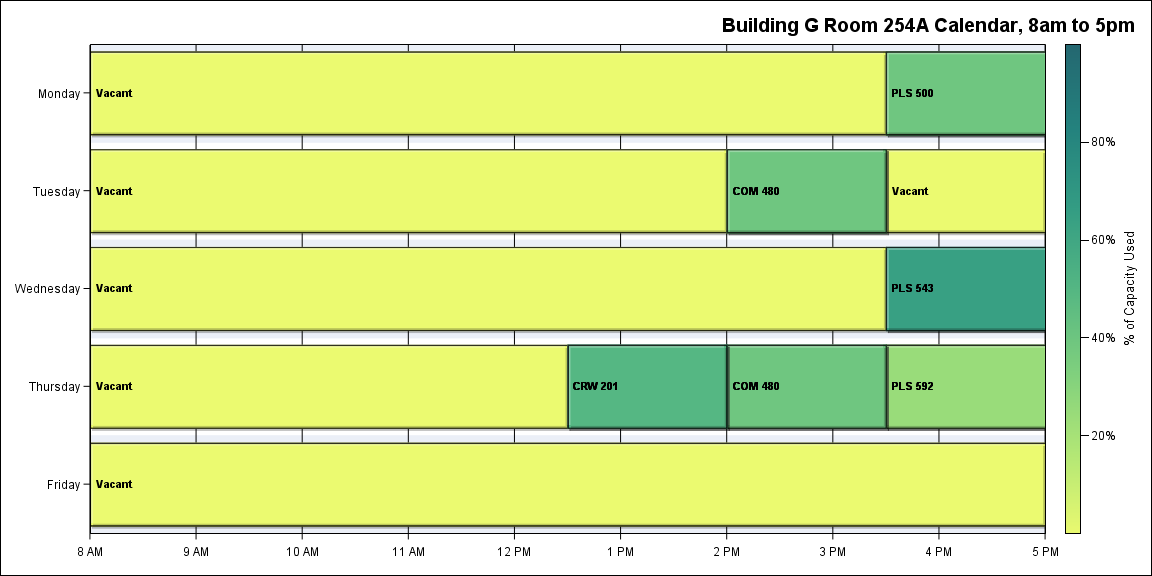 Building G Room 254A Calendar, 8am to 5pm
Monday
Vacant
PLS 500
Tuesday
Vacant
COM 480
Vacant
Wednesday
Vacant
PLS 543
Thursday
Vacant
CRW 201
COM 480
PLS 592
Friday
Vacant
8 AM
9 AM
10 AM
11 AM
12 PM
1 PM
2 PM
3 PM
4 PM
5 PM
80%
60%
40%
20%
% of Capacity Used